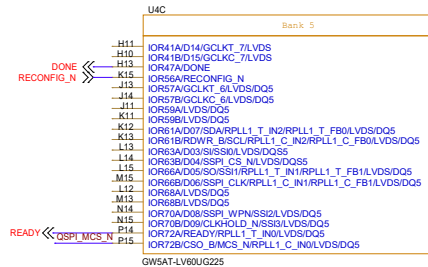 U4C
Bank 5
H11 IOR41A/D14/GCLKT_7/LVDS
H10 IOR41B/D15/GCLKC_7/LVDS
DONE H13 IOR47A/DONE
RECONFIG_N K15 IOR56A/RECONFIG_N
J13 IOR57A/GCLKT_6/LVDS/DQ5
J14 IOR57B/GCLKC_6/LVDS/DQ5
J11 IOR59A/LVDS/DQ5
K11 IOR59B/LVDS/DQ5
K12 IOR61A/D07/SDA/RPLL1_T_IN2/RPLL1_T_FB0/LVDS/DQ5
K13 IOR61B/RDWR_B/SCL/RPLL1_C_IN2/RPLL1_C_FB0/LVDS/DQ5
L13 IOR63A/D03/SI/SSI0/LVDS/DQS5
L14 IOR63B/D04/SSPI_CS_N/LVDS/DQS5
L15 IOR66A/D05/SO/SSI1/RPLL1_T_IN1/RPLL1_T_FB1/LVDS/DQ5
M15 IOR66B/D06/SSPI_CLK/RPLL1_C_IN1/RPLL1_C_FB1/LVDS/DQ5
L12 IOR68A/LVDS/DQ5
M13 IOR68B/LVDS/DQ5
N14 IOR70A/D08/SSPI_WPN/SSI2/LVDS/DQ5
N15 IOR70B/D09/CLKHOLD_N/SSI3/LVDS/DQ5
READY P14 IOR72A/READY/RPLL1_T_IN0/LVDS/DQ5
QSPI_MCS_N P15 IOR72B/CSO_B/MCS_N/RPLL1_C_IN0/LVDS/DQ5
GW5AT-LV60UG225